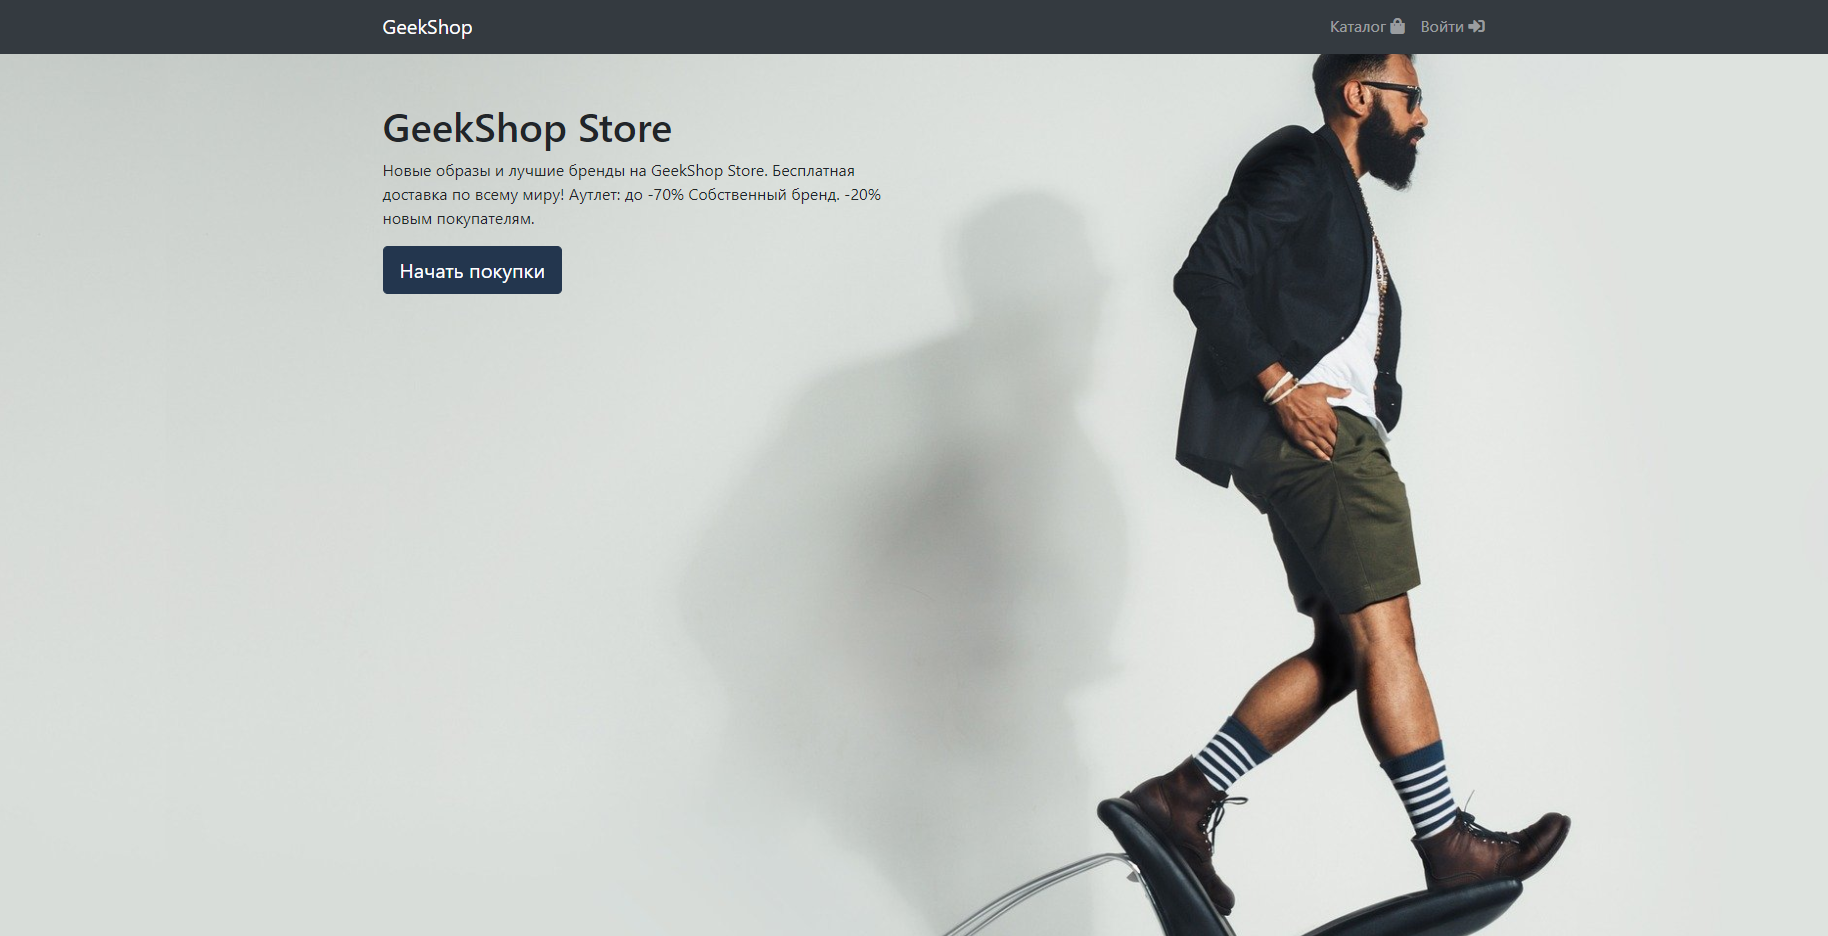 GeekShop
Каталог
Войти
GeekShop Store
Новые образы и лучшие бренды на GeekShop Store. Бесплатная
доставка по всему миру! Аутлет: до -70% Собственный бренд. -20%
новым покупателям.
Начать покупки